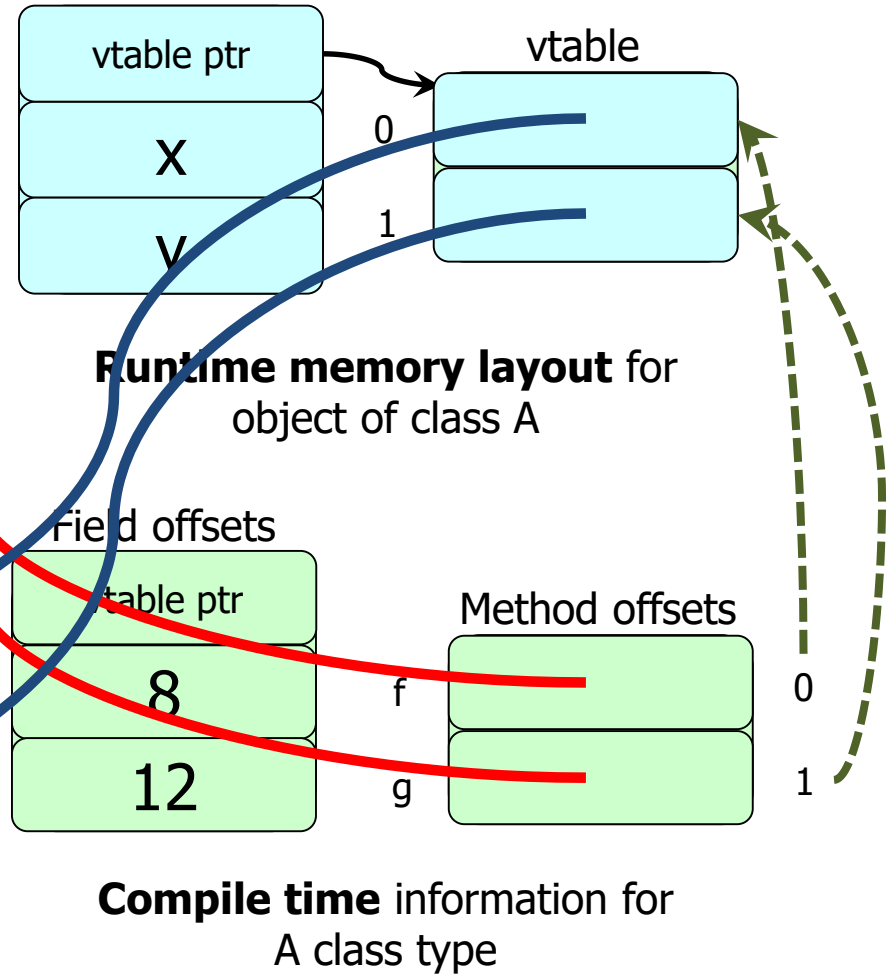 vtable ptr
vtable
x
0
y
1
Runtime memory layout for
object of class A
Field offsets
vtable ptr
Method offsets
8
f
0
12
g
1
Compile time information for
A class type